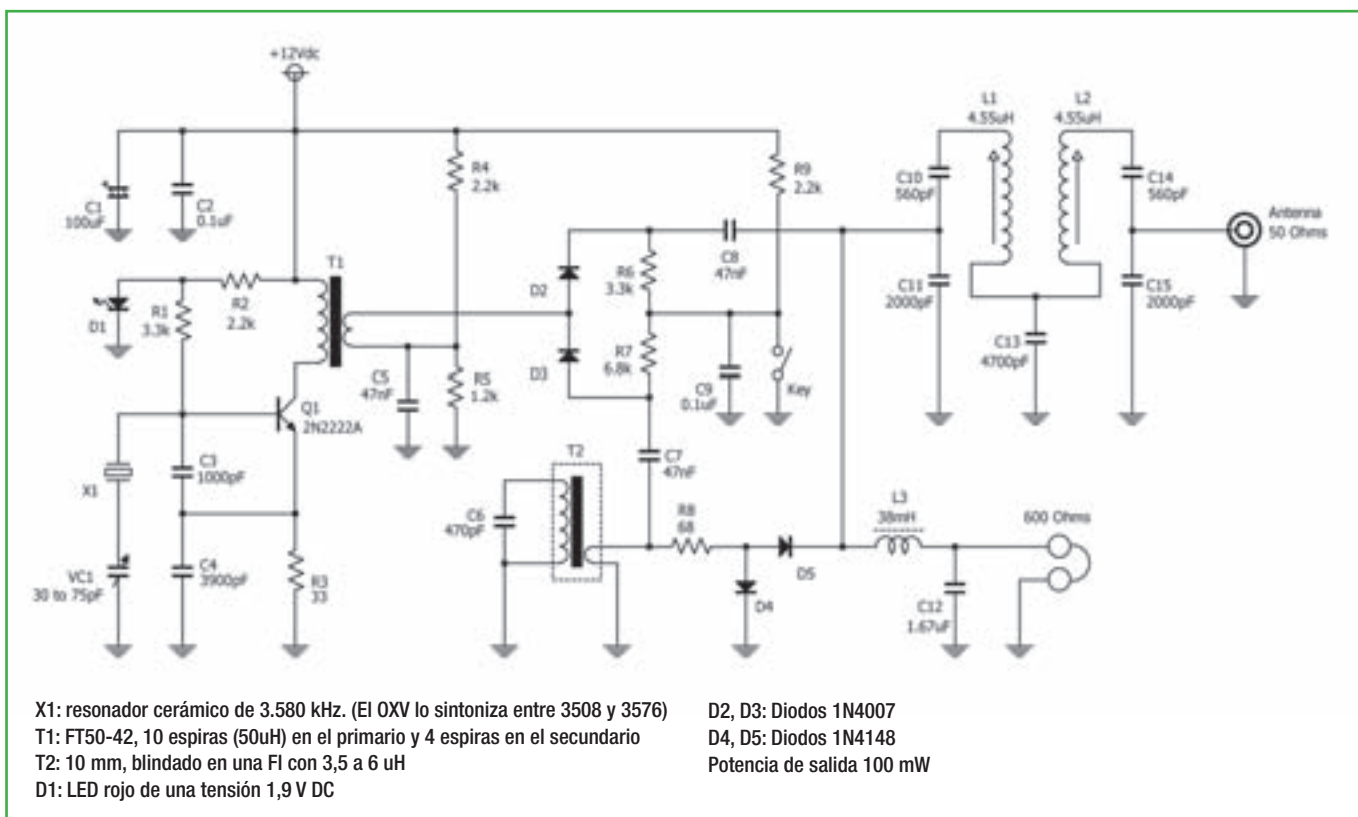 +12Vdc
C1
100uF
C2
0.1uF
R4
2.2k
R9
2.2k
L1
4.55uH
L2
4.55uH
C10
560pF
C14
560pF
Antenna
50 Ohms
C11
2000pF
C15
2000pF
C13
4700pF
T1
D1
R1
3.3k
R2
2.2k
D2
D3
R6
3.3k
C8
47nF
R7
6.8k
C9
0.1uF
Key
C5
47nF
R5
1.2k
Q1
2N2222A
X1
C3
1000pF
VC1
30 to 75pF
C4
3900pF
R3
33
T2
C6
470pF
C7
47nF
R8
68
D4
D5
L3
38mH
C12
1.67uF
600 Ohms
X1: resonador cerámico de 3.580 kHz. (El OXV lo sintoniza entre 3508 y 3576)
T1: FT50-42, 10 espiras (50uH) en el primario y 4 espiras en el secundario
T2: 10 mm, blindado en una FI con 3,5 a 6 uH
D1: LED rojo de una tensión 1,9 V DC
D2, D3: Diodos 1N4007
D4, D5: Diodos 1N4148
Potencia de salida 100 mW